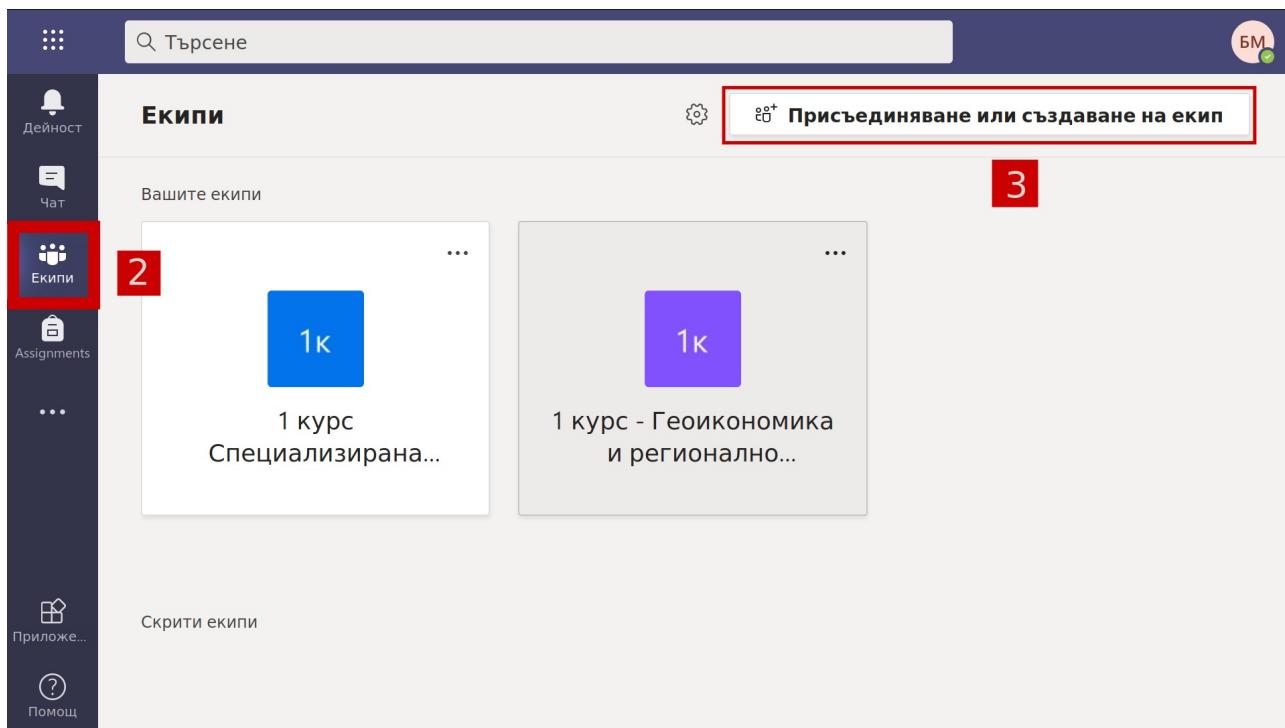 Търсене
БМ
Дейност
Екипи
Присъединяване или създаване на екип
3
Чат
Вашите екипи
Екипи
2
Assignments
1к
1 курс
Специализирана...
1к
1 курс - Геоикономика
и регионално...
Приложе...
Скрити екипи
Помощ